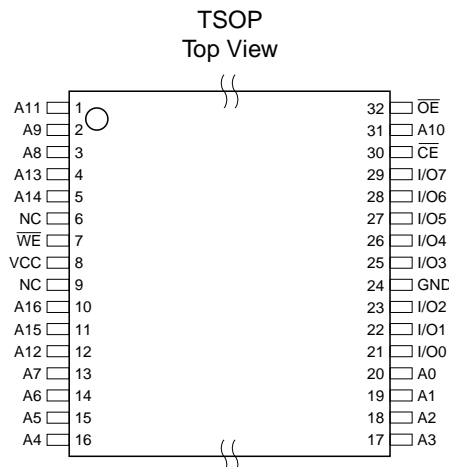 TSOP
Top View
A11 1 32 O̅E̅
A9 2 31 A10
A8 3 30 C̅E̅
A13 4 29 I/O7
A14 5 28 I/O6
NC 6 27 I/O5
W̅E̅ 7 26 I/O4
VCC 8 25 I/O3
NC 9 24 GND
A16 10 23 I/O2
A15 11 22 I/O1
A12 12 21 I/O0
A7 13 20 A0
A6 14 19 A1
A5 15 18 A2
A4 16 17 A3